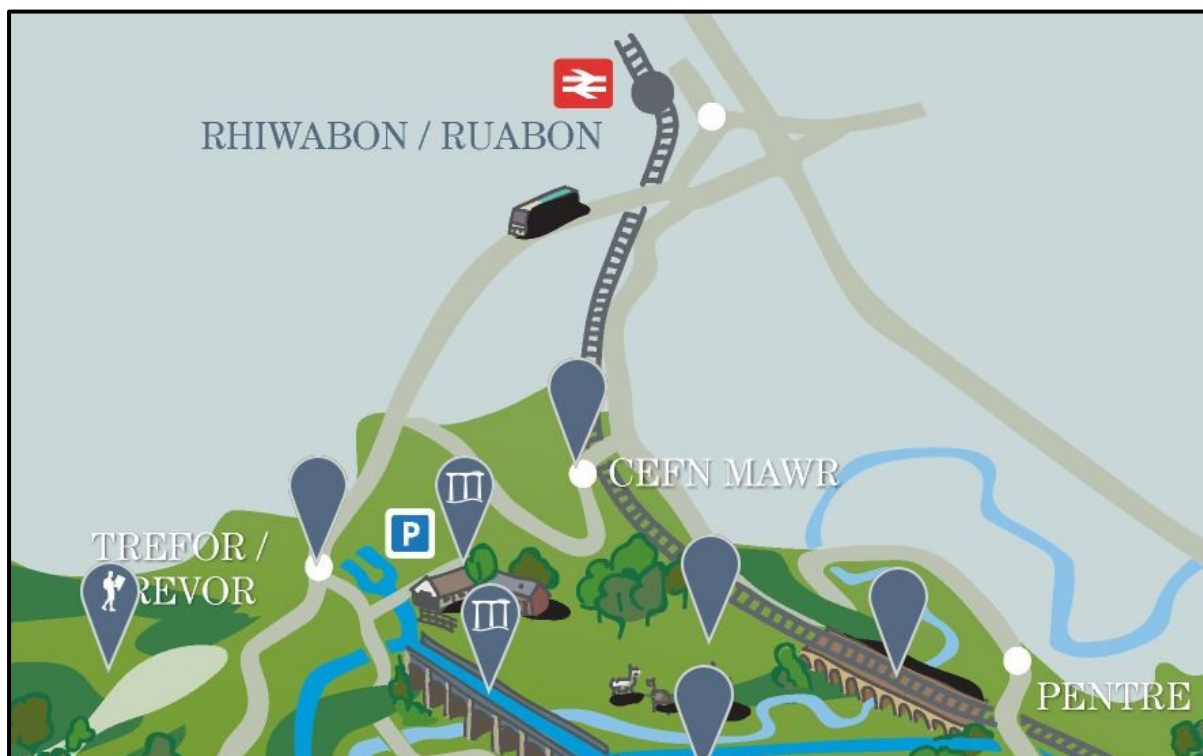 RHIWABON / RUABON
CEFN MAWR
TREFOR /
REVOR
P
PENTRE